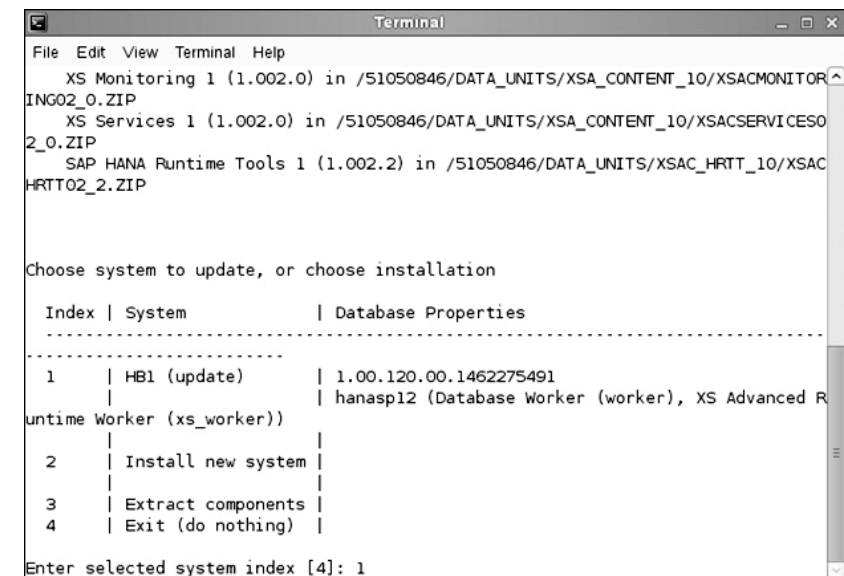 Terminal
File Edit View Terminal Help
XS Monitoring 1 (1.002.0) in /51050846/DATA_UNITS/XSA_CONTENT_10/XSACMONITOR
ING02_0.ZIP
XS Services 1 (1.002.0) in /51050846/DATA_UNITS/XSA_CONTENT_10/XSACSERVICES0
2_0.ZIP
SAP HANA Runtime Tools 1 (1.002.2) in /51050846/DATA_UNITS/XSAC_HRTT_10/XSAC
HRTT02_2.ZIP
Choose system to update, or choose installation
Index | System | Database Properties
--------------------------------------------------------------------------------
--------------------------
1 | HB1 (update) | 1.00.120.00.1462275491
| | hanasp12 (Database Worker (worker), XS Advanced R
untime Worker (xs_worker))
| |
2 | Install new system |
| |
3 | Extract components |
4 | Exit (do nothing) |
Enter selected system index [4]: 1